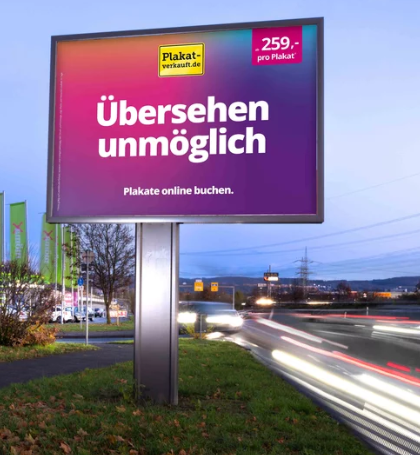 Plakat-
verkauft.de
259,-
pro Plakat*
Übersehen
unmöglich
Plakate online buchen.